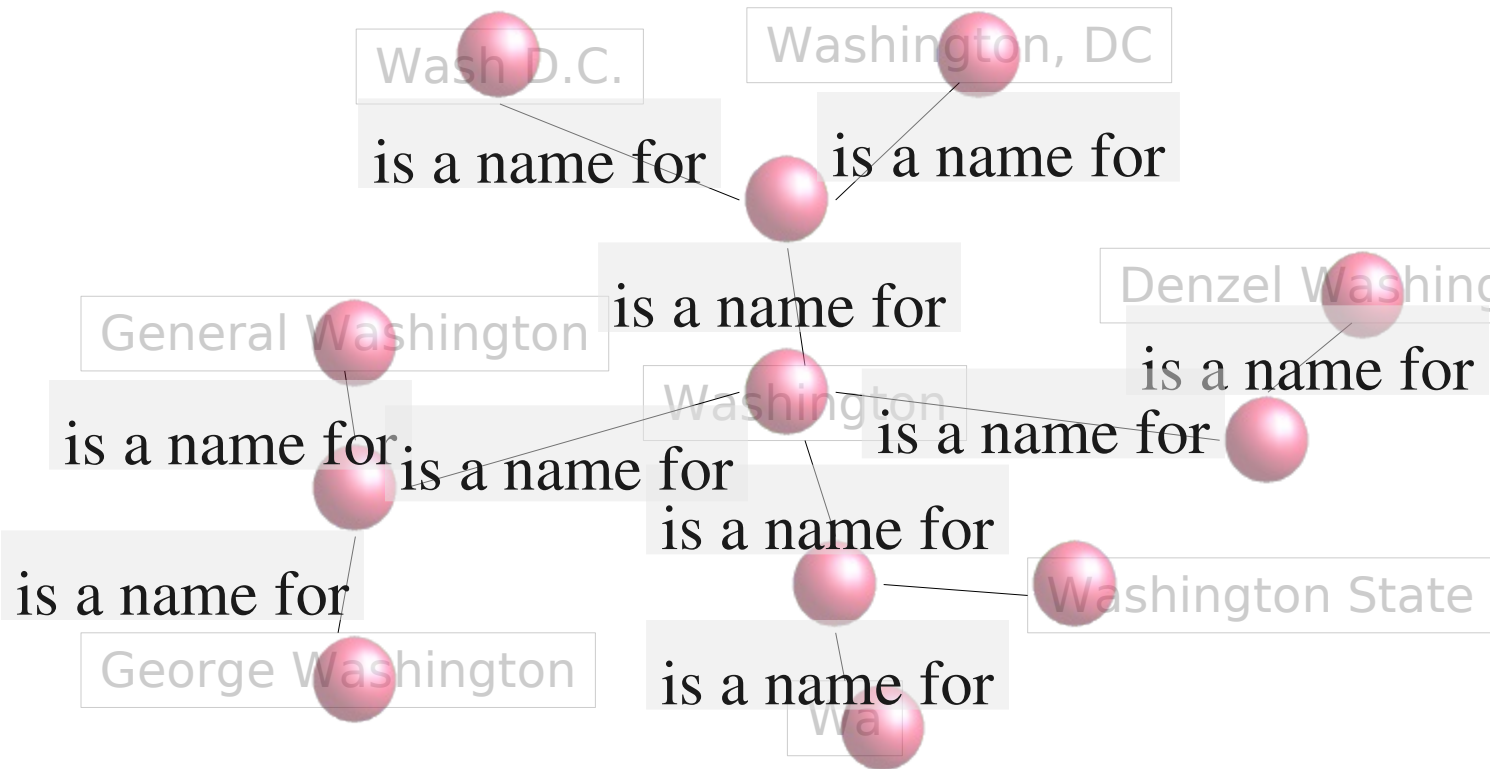 Wash D.C.
Washington, DC
is a name for
is a name for
is a name for
Denzel Washing
General Washington
is a name for
Washington
is a name for
is a name for
is a name for
is a name for
is a name for
Washington State
George Washington
is a name for
Wa